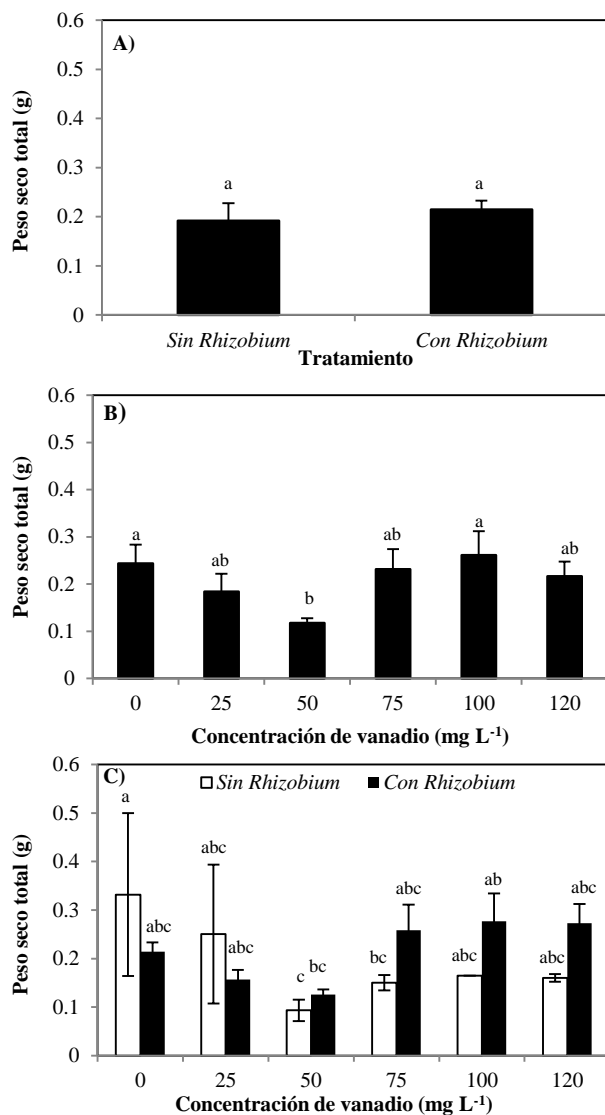 A)
Peso seco total (g)
0.6
0.5
0.4
0.3
0.2
0.1
0
a
a
Sin Rhizobium
Con Rhizobium
Tratamiento
B)
Peso seco total (g)
0.6
0.5
0.4
0.3
0.2
0.1
0
a
ab
b
ab
a
ab
0 25 50 75 100 120
Concentración de vanadio (mg L-1)
C)
Sin Rhizobium
Con Rhizobium
Peso seco total (g)
0.6
0.5
0.4
0.3
0.2
0.1
0
a
abc
abc
abc
c
bc
bc
abc
abc
ab
abc
abc
0 25 50 75 100 120
Concentración de vanadio (mg L-1)